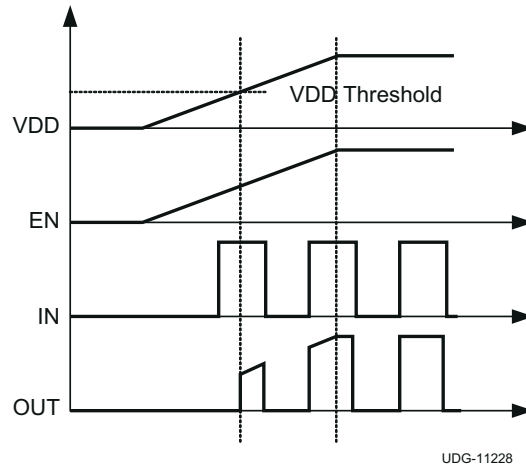 VDD Threshold
VDD
EN
IN
OUT
UDG-11228